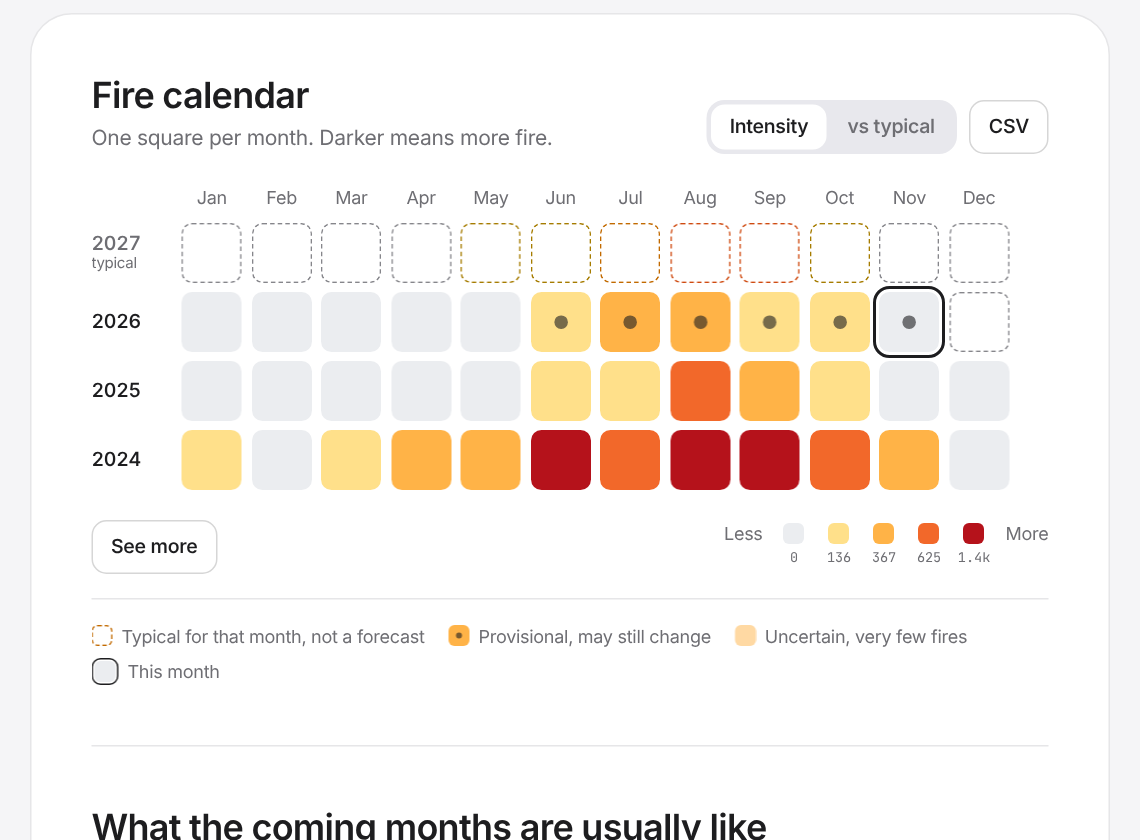 Fire calendar
One square per month. Darker means more fire.
Intensity
vs typical
CSV
Jan Feb Mar Apr May Jun Jul Aug Sep Oct Nov Dec
2027
typical
2026
2025
2024
See more
Less
More
0 136 367 625 1.4k
Typical for that month, not a forecast
Provisional, may still change
Uncertain, very few fires
This month
What the coming months are usually like